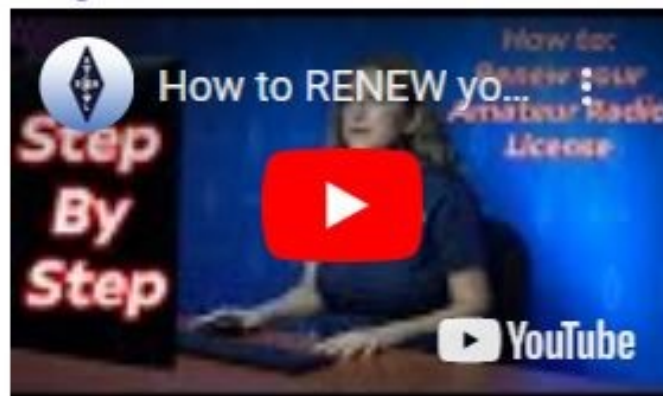 How to RENEW yo...
How to:
Renew your
Amateur Radio
License
Step
By
Step
YouTube